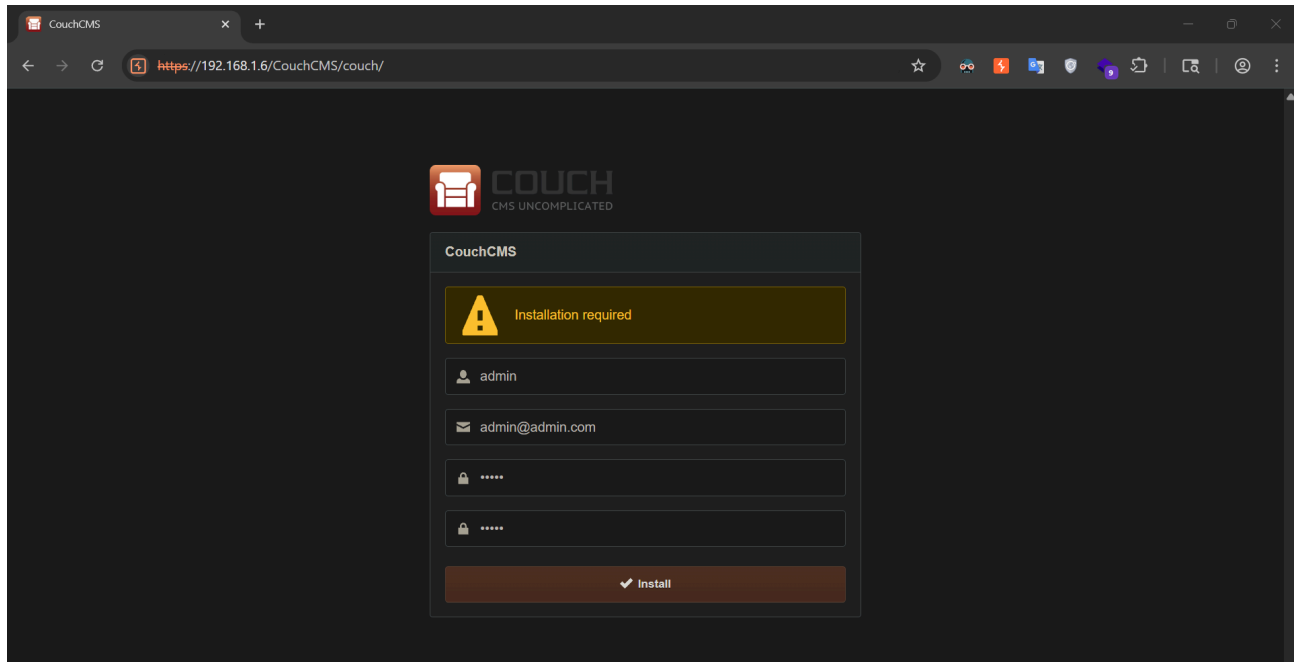 CouchCMS
https://192.168.1.6/CouchCMS/couch/
9
COUCH
CMS UNCOMPLICATED
CouchCMS
Installation required
admin
admin@admin.com
•••••
•••••
Install